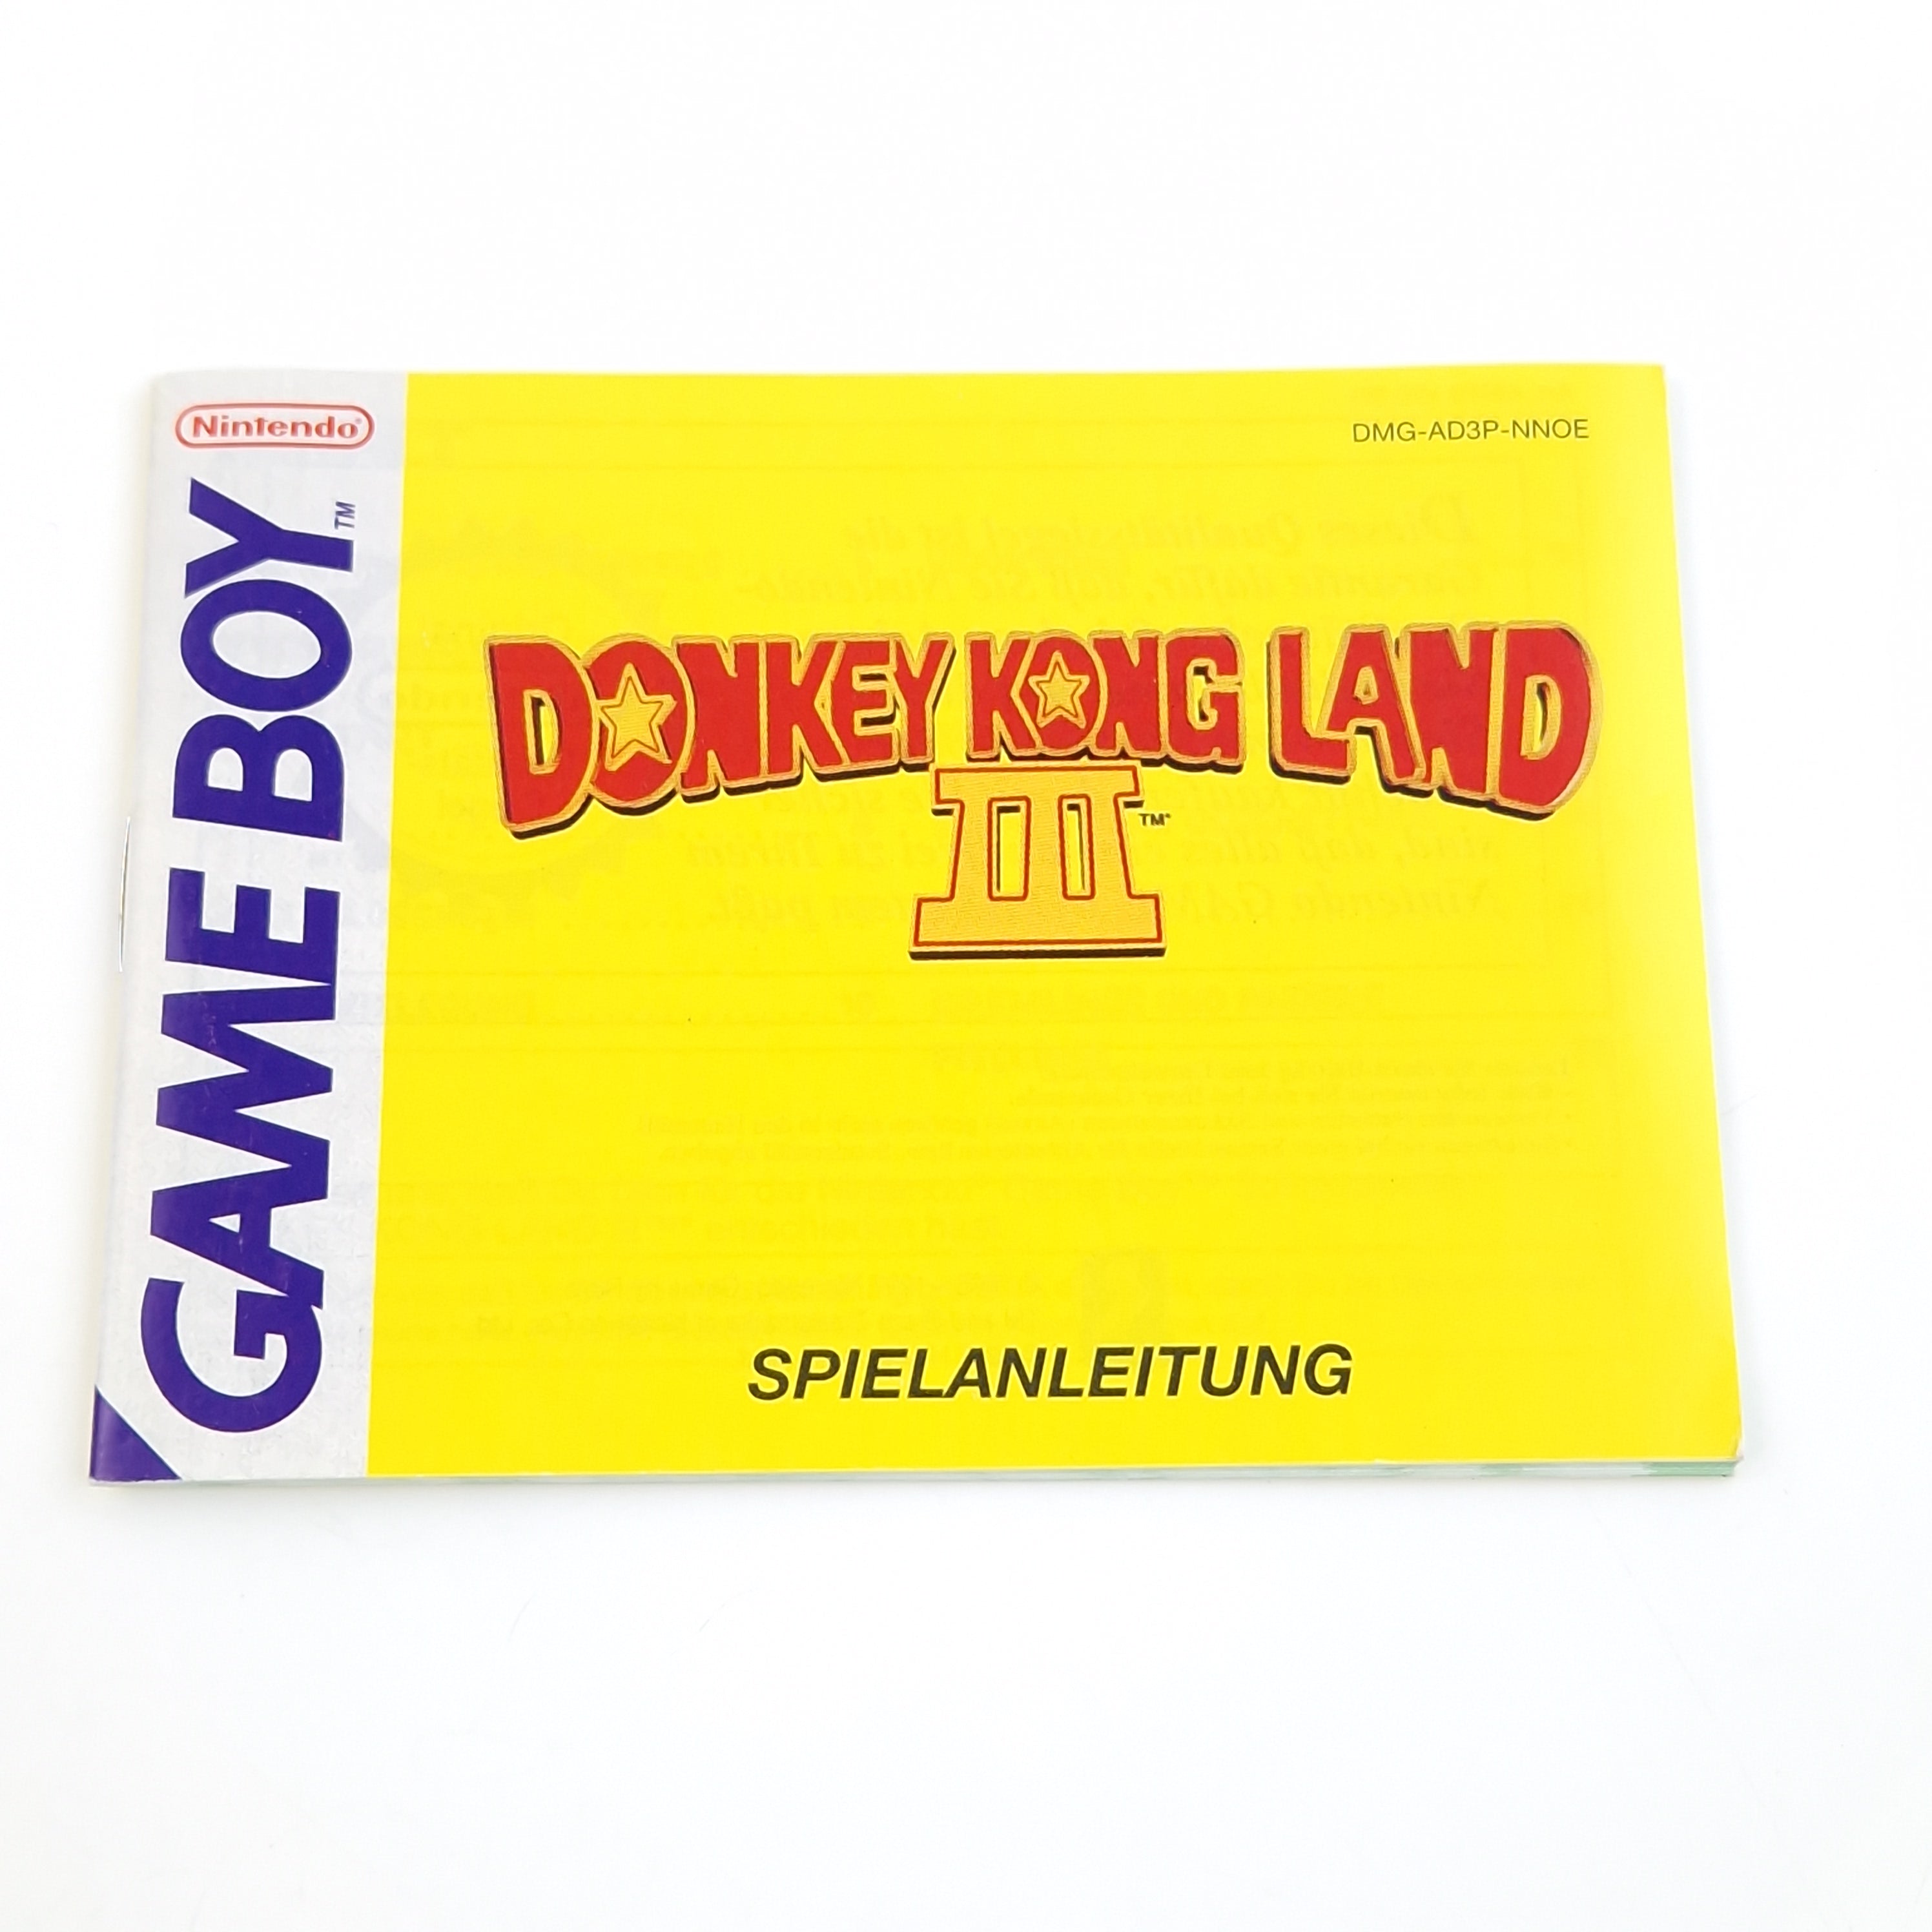 Nintendo®
GAME BOY™
DMG-AD3P-NNOE
DONKEY KONG LAND
III™
SPIELANLEITUNG